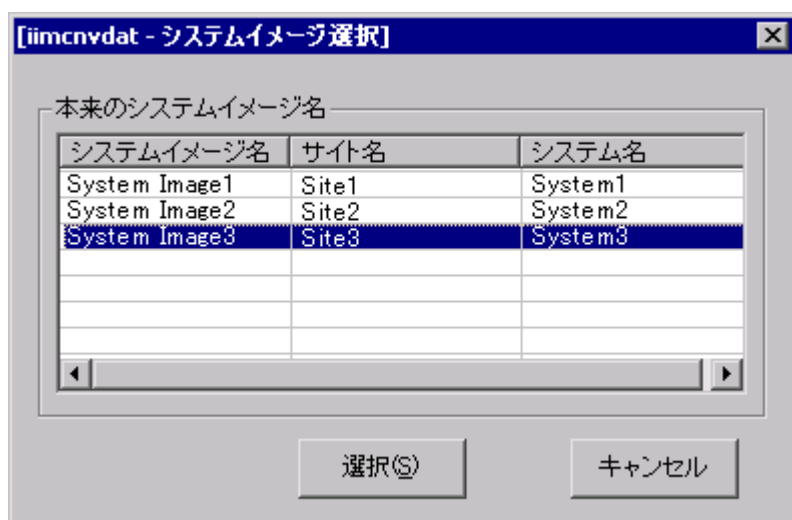 [iimcnvdat - システムイメージ選択]
本来のシステムイメージ名
システムイメージ名 サイト名 システム名
System Image1 Site1 System1
System Image2 Site2 System2
System Image3 Site3 System3
選択(S) キャンセル